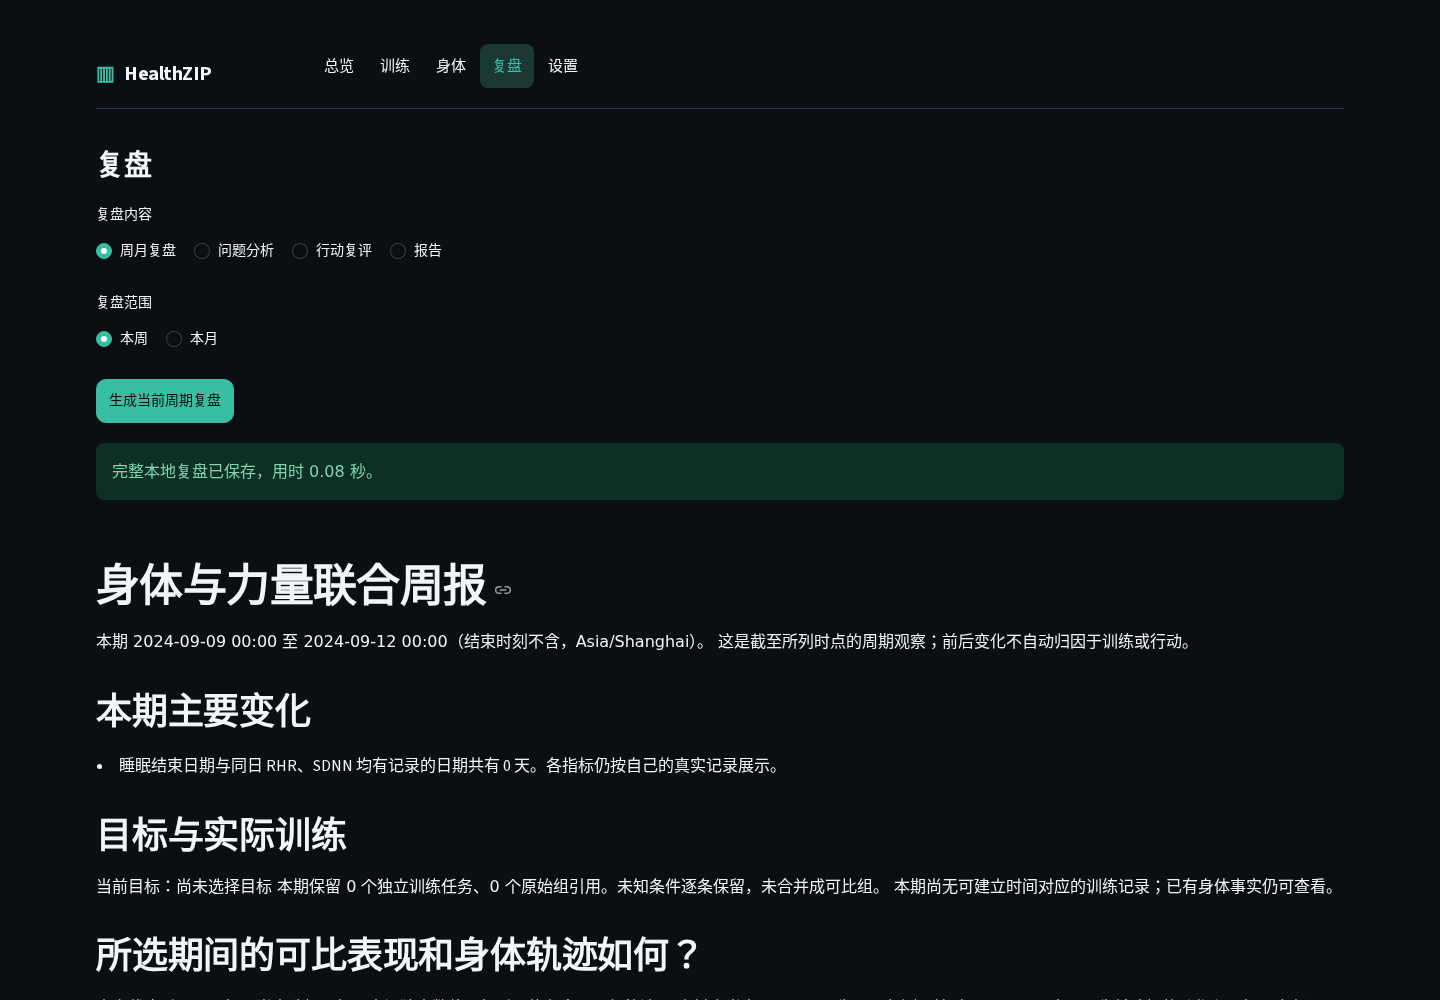 HealthZIP
总览 训练 身体 复盘 设置
复盘
复盘内容
周月复盘 问题分析 行动复评 报告
复盘范围
本周 本月
生成当前周期复盘
完整本地复盘已保存，用时 0.08 秒。
身体与力量联合周报
本期 2024-09-09 00:00 至 2024-09-12 00:00（结束时刻不含，Asia/Shanghai）。 这是截至所列时点的周期观察；前后变化不自动归因于训练或行动。
本期主要变化
• 睡眠结束日期与同日 RHR、SDNN 均有记录的日期共有 0 天。各指标仍按自己的真实记录展示。
目标与实际训练
当前目标：尚未选择目标 本期保留 0 个独立训练任务、0 个原始组引用。未知条件逐条保留，未合并成可比组。 本期尚无可建立时间对应的训练记录；已有身体事实仍可查看。
所选期间的可比表现和身体轨迹如何？